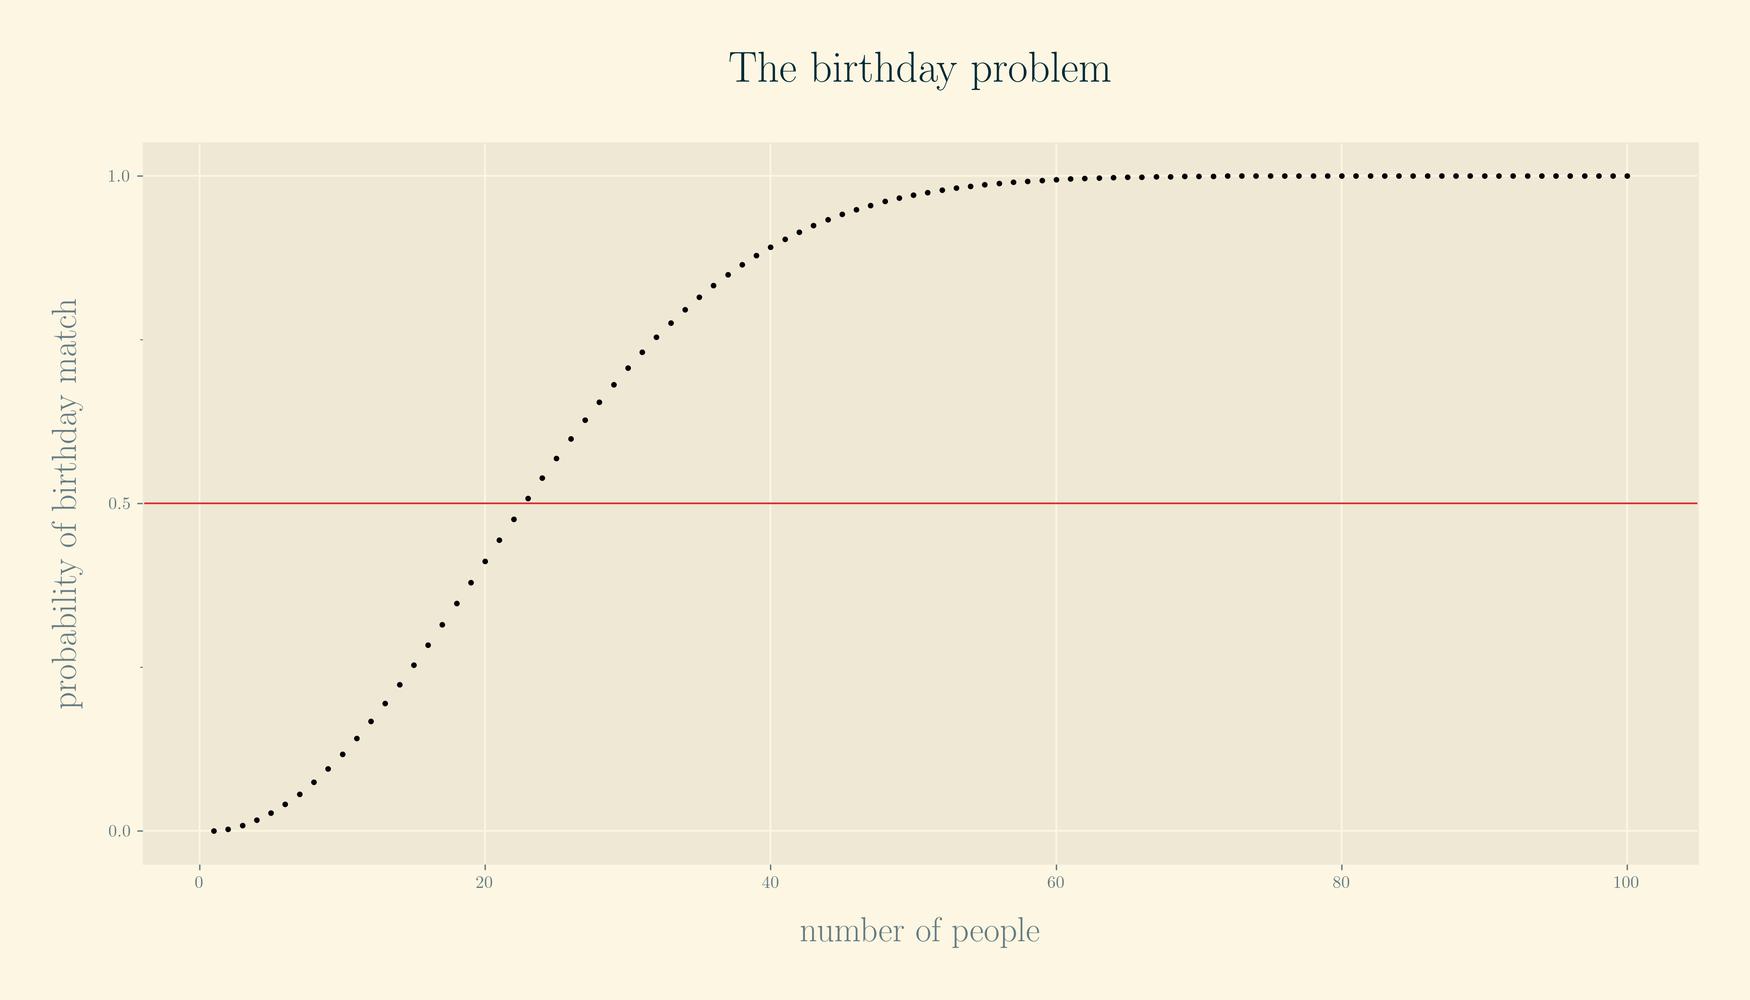 The birthday problem
probability of birthday match
1.0
0.5
0.0
0 20 40 60 80 100
number of people